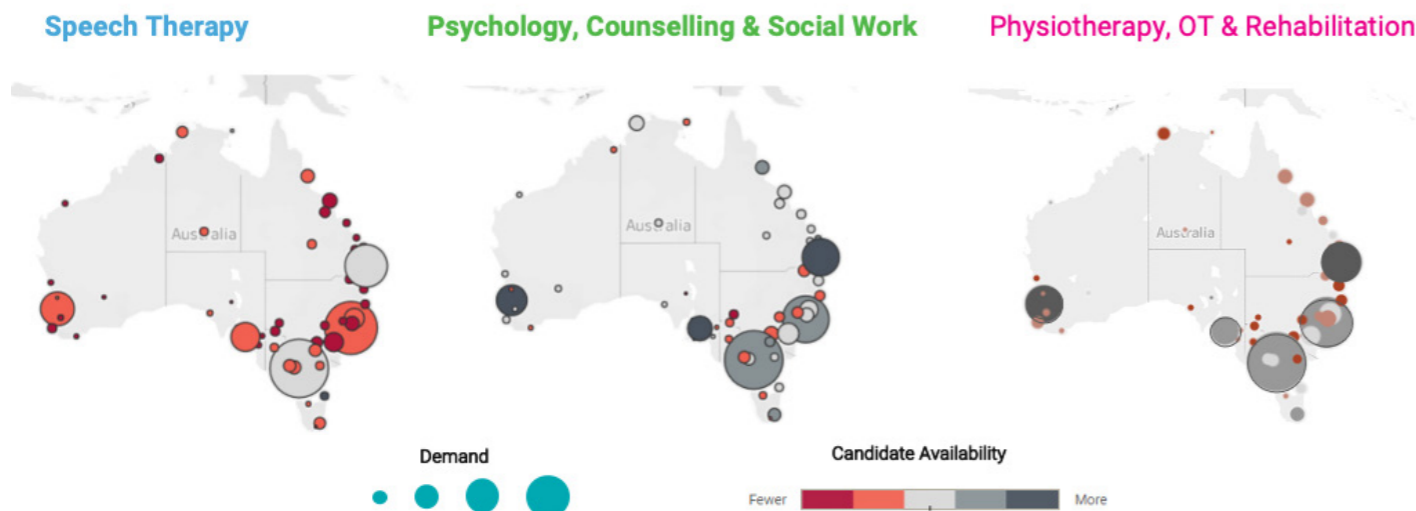 Speech Therapy
Psychology, Counselling & Social Work
Physiotherapy, OT & Rehabilitation
Australia
Australia
Australia
Demand
Candidate Availability
Fewer
More